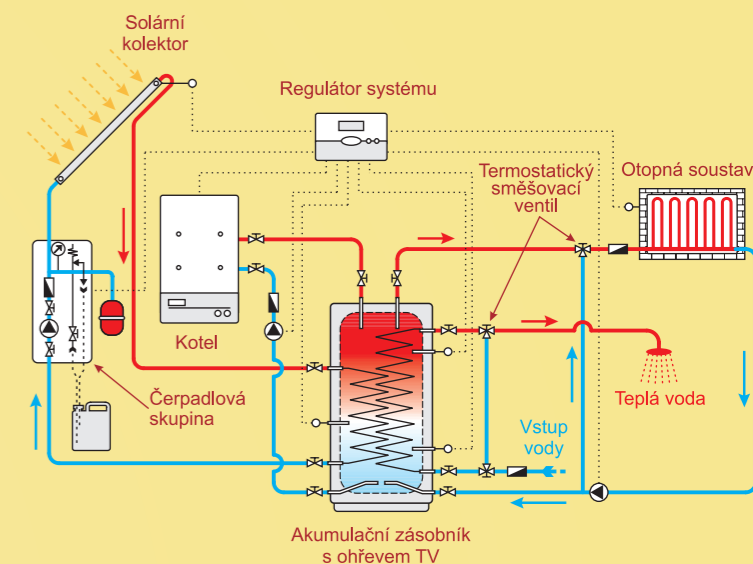 Solární
kolektor
Regulátor systému
Termostatický
směšovací
ventil
Otopná soustav
Kotel
Čerpadlová
skupina
Teplá voda
Vstup
vody
Akumulační zásobník
s ohřevem TV